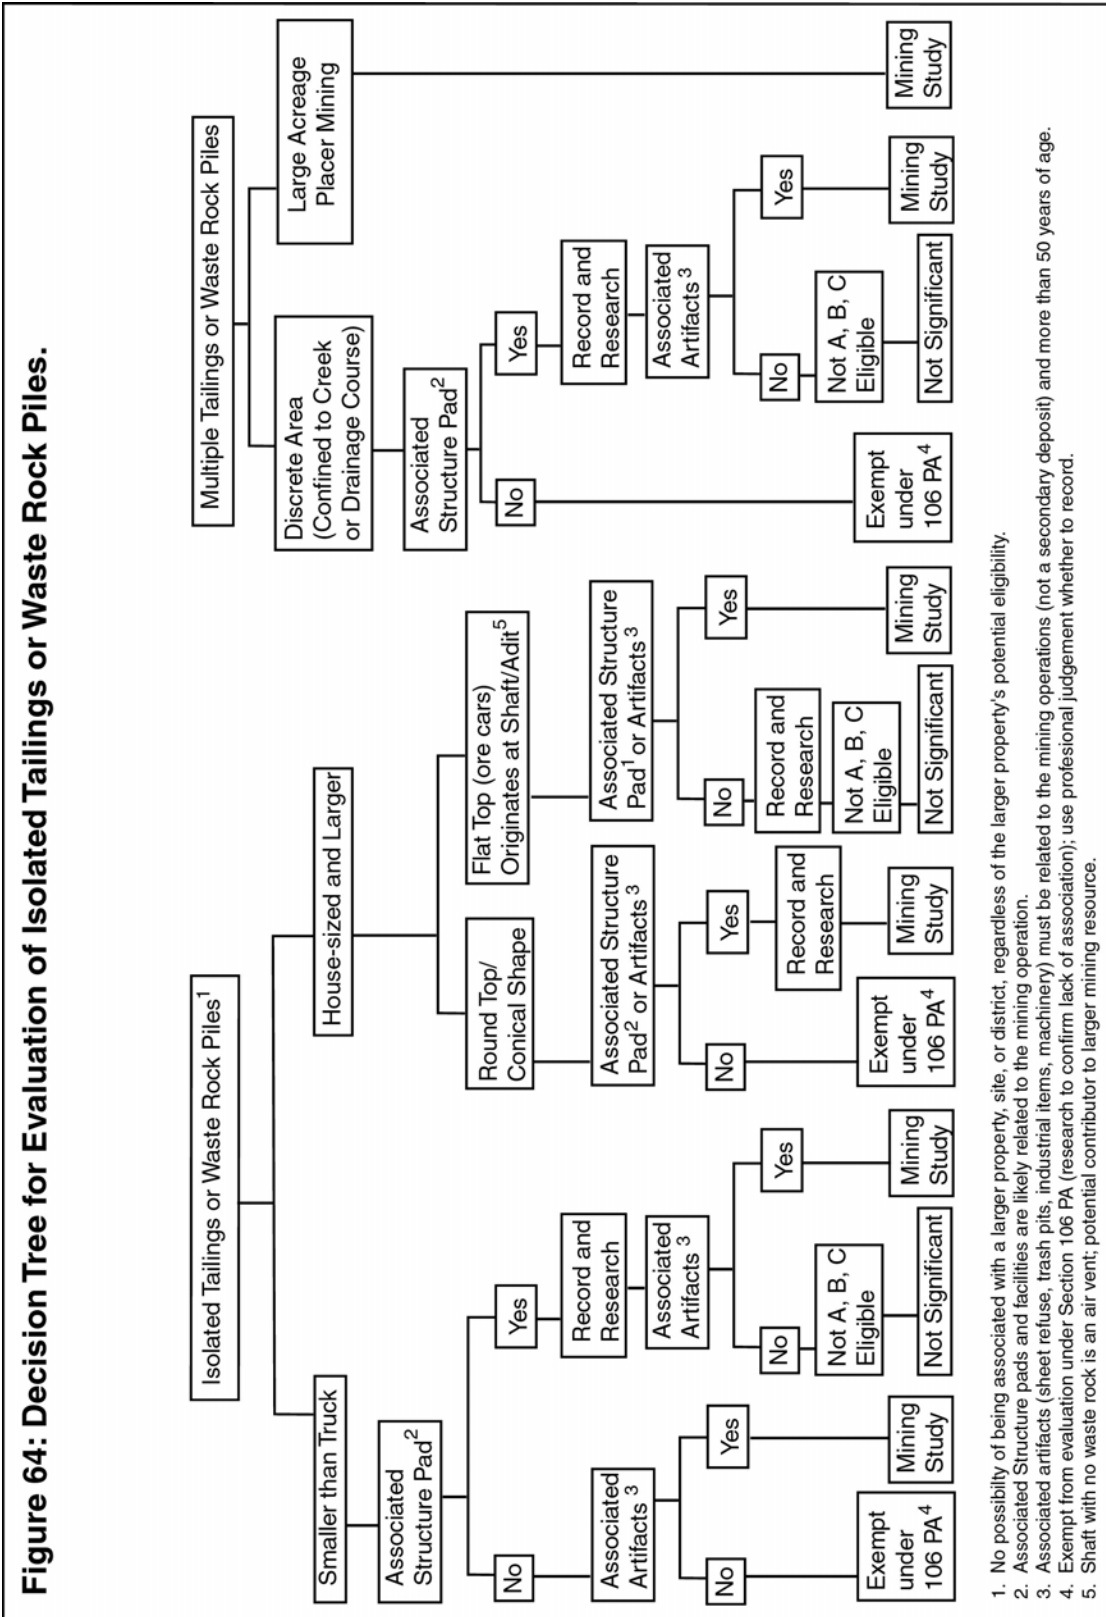 Figure 64: Decision Tree for Evaluation of Isolated Tailings or Waste Rock Piles.
Isolated Tailings or Waste Rock Piles1
Smaller than Truck
Associated
Structure Pad2
No
Associated
Artifacts 3
No
Exempt
under
106 PA4
Yes
Mining
Study
Yes
Record and
Research
Associated
Artifacts 3
No
Not A, B, C
Eligible
Not Significant
Yes
Mining
Study
House-sized and Larger
Round Top/
Conical Shape
Associated Structure
Pad2 or Artifacts 3
No
Exempt
under
106 PA4
Yes
Record and
Research
Mining
Study
Flat Top (ore cars)
Originates at Shaft/Adit5
Associated Structure
Pad1 or Artifacts 3
No
Record and
Research
Not A, B, C
Eligible
Not Significant
Yes
Mining
Study
Multiple Tailings or Waste Rock Piles
Discrete Area
(Confined to Creek
or Drainage Course)
Associated
Structure Pad2
No
Exempt
under
106 PA4
Yes
Record and
Research
Associated
Artifacts 3
No
Not A, B, C
Eligible
Not Significant
Yes
Mining
Study
Large Acreage
Placer Mining
Mining
Study
1. No possibilty of being associated with a larger property, site, or district, regardless of the larger property's potential eligibility.
2. Associated Structure pads and facilities are likely related to the mining operation.
3. Associated artifacts (sheet refuse, trash pits, industrial items, machinery) must be related to the mining operations (not a secondary deposit) and more than 50 years of age.
4. Exempt from evaluation under Section 106 PA (research to confirm lack of association); use profesional judgement whether to record.
5. Shaft with no waste rock is an air vent; potential contributor to larger mining resource.